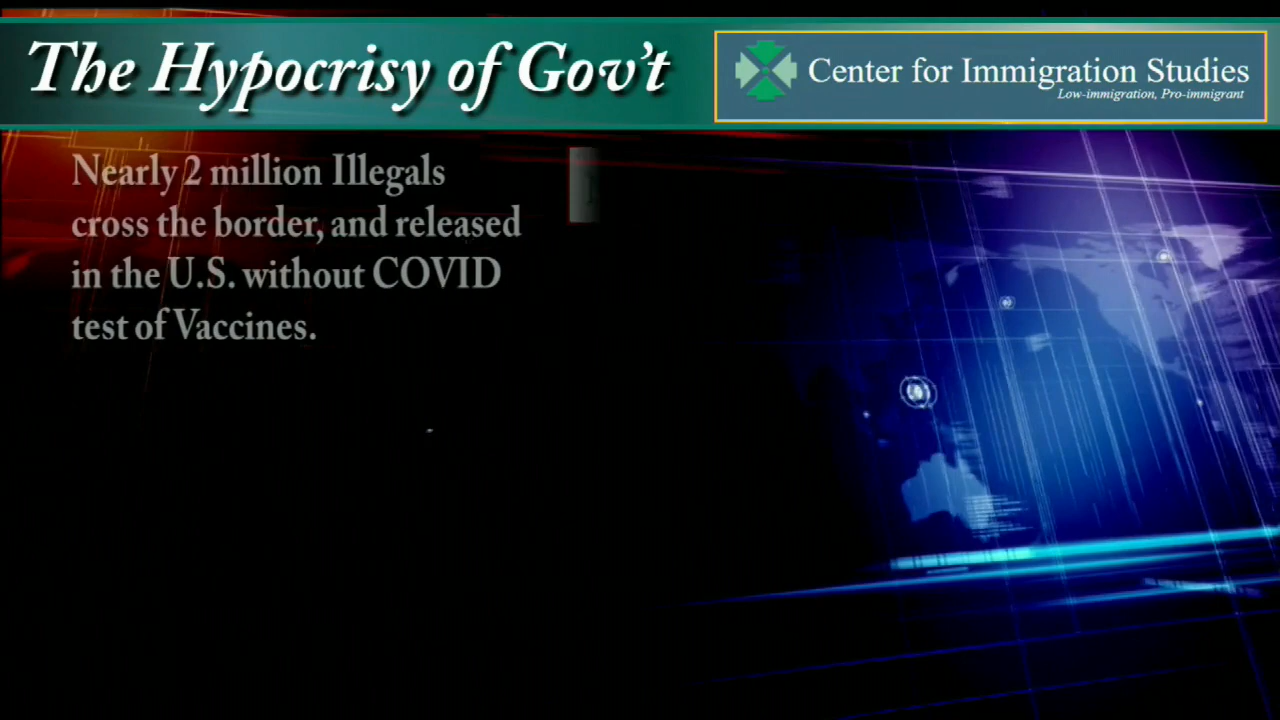 The Hypocrisy of Gov't
Center for Immigration Studies
Low-immigration, Pro-immigrant
Nearly 2 million Illegals
cross the border, and released
in the U.S. without COVID
test of Vaccines.